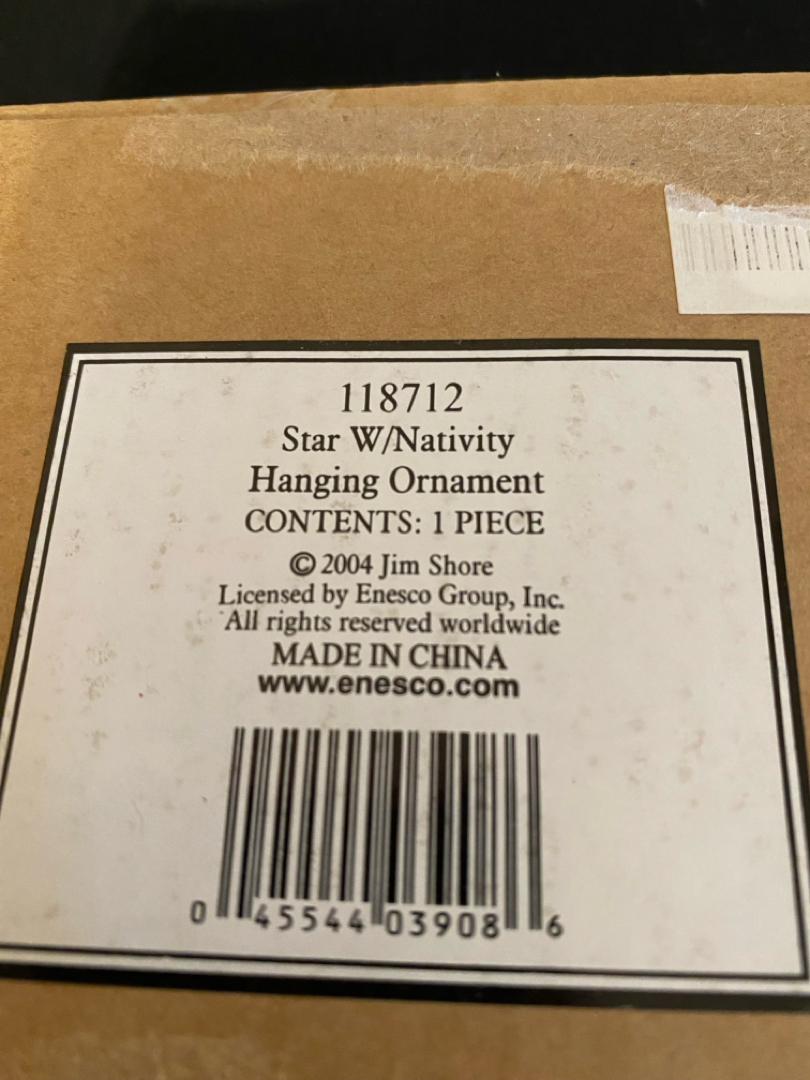 118712
Star W/Nativity
Hanging Ornament
CONTENTS: 1 PIECE
© 2004 Jim Shore
Licensed by Enesco Group, Inc.
All rights reserved worldwide
MADE IN CHINA
www.enesco.com
0 45544 03908 6